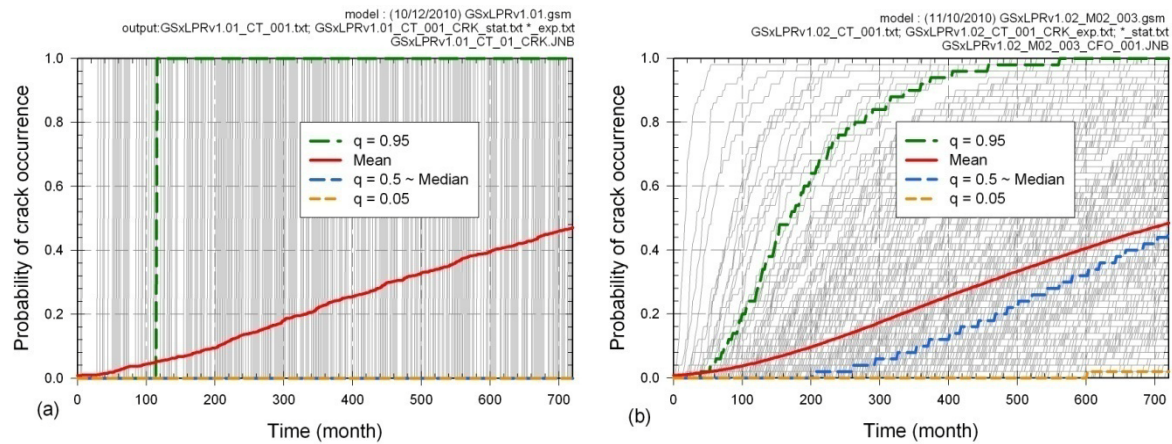 model : (10/12/2010) GSxLPRv1.01.gsm
output:GSxLPRv1.01_CT_001.txt; GSxLPRv1.01_CT_001_CRK_stat.txt *_exp.txt
GSxLPRv1.01_CT_01_CRK.JNB
Probability of crack occurrence
1.0
0.8
0.6
0.4
0.2
0.0
q = 0.95
Mean
q = 0.5 ~ Median
q = 0.05
0 100 200 300 400 500 600 700
(a)
Time (month)
model : (11/10/2010) GSxLPRv1.02_M02_003.gsm
GSxLPRv1.02_CT_001.txt; GSxLPRv1.02_CT_001_CRK_exp.txt; *_stat.txt
GSxLPRv1.02_M02_003_CFO_001.JNB
Probability of crack occurrence
1.0
0.8
0.6
0.4
0.2
0.0
q = 0.95
Mean
q = 0.5 ~ Median
q = 0.05
0 100 200 300 400 500 600 700
(b)
Time (month)